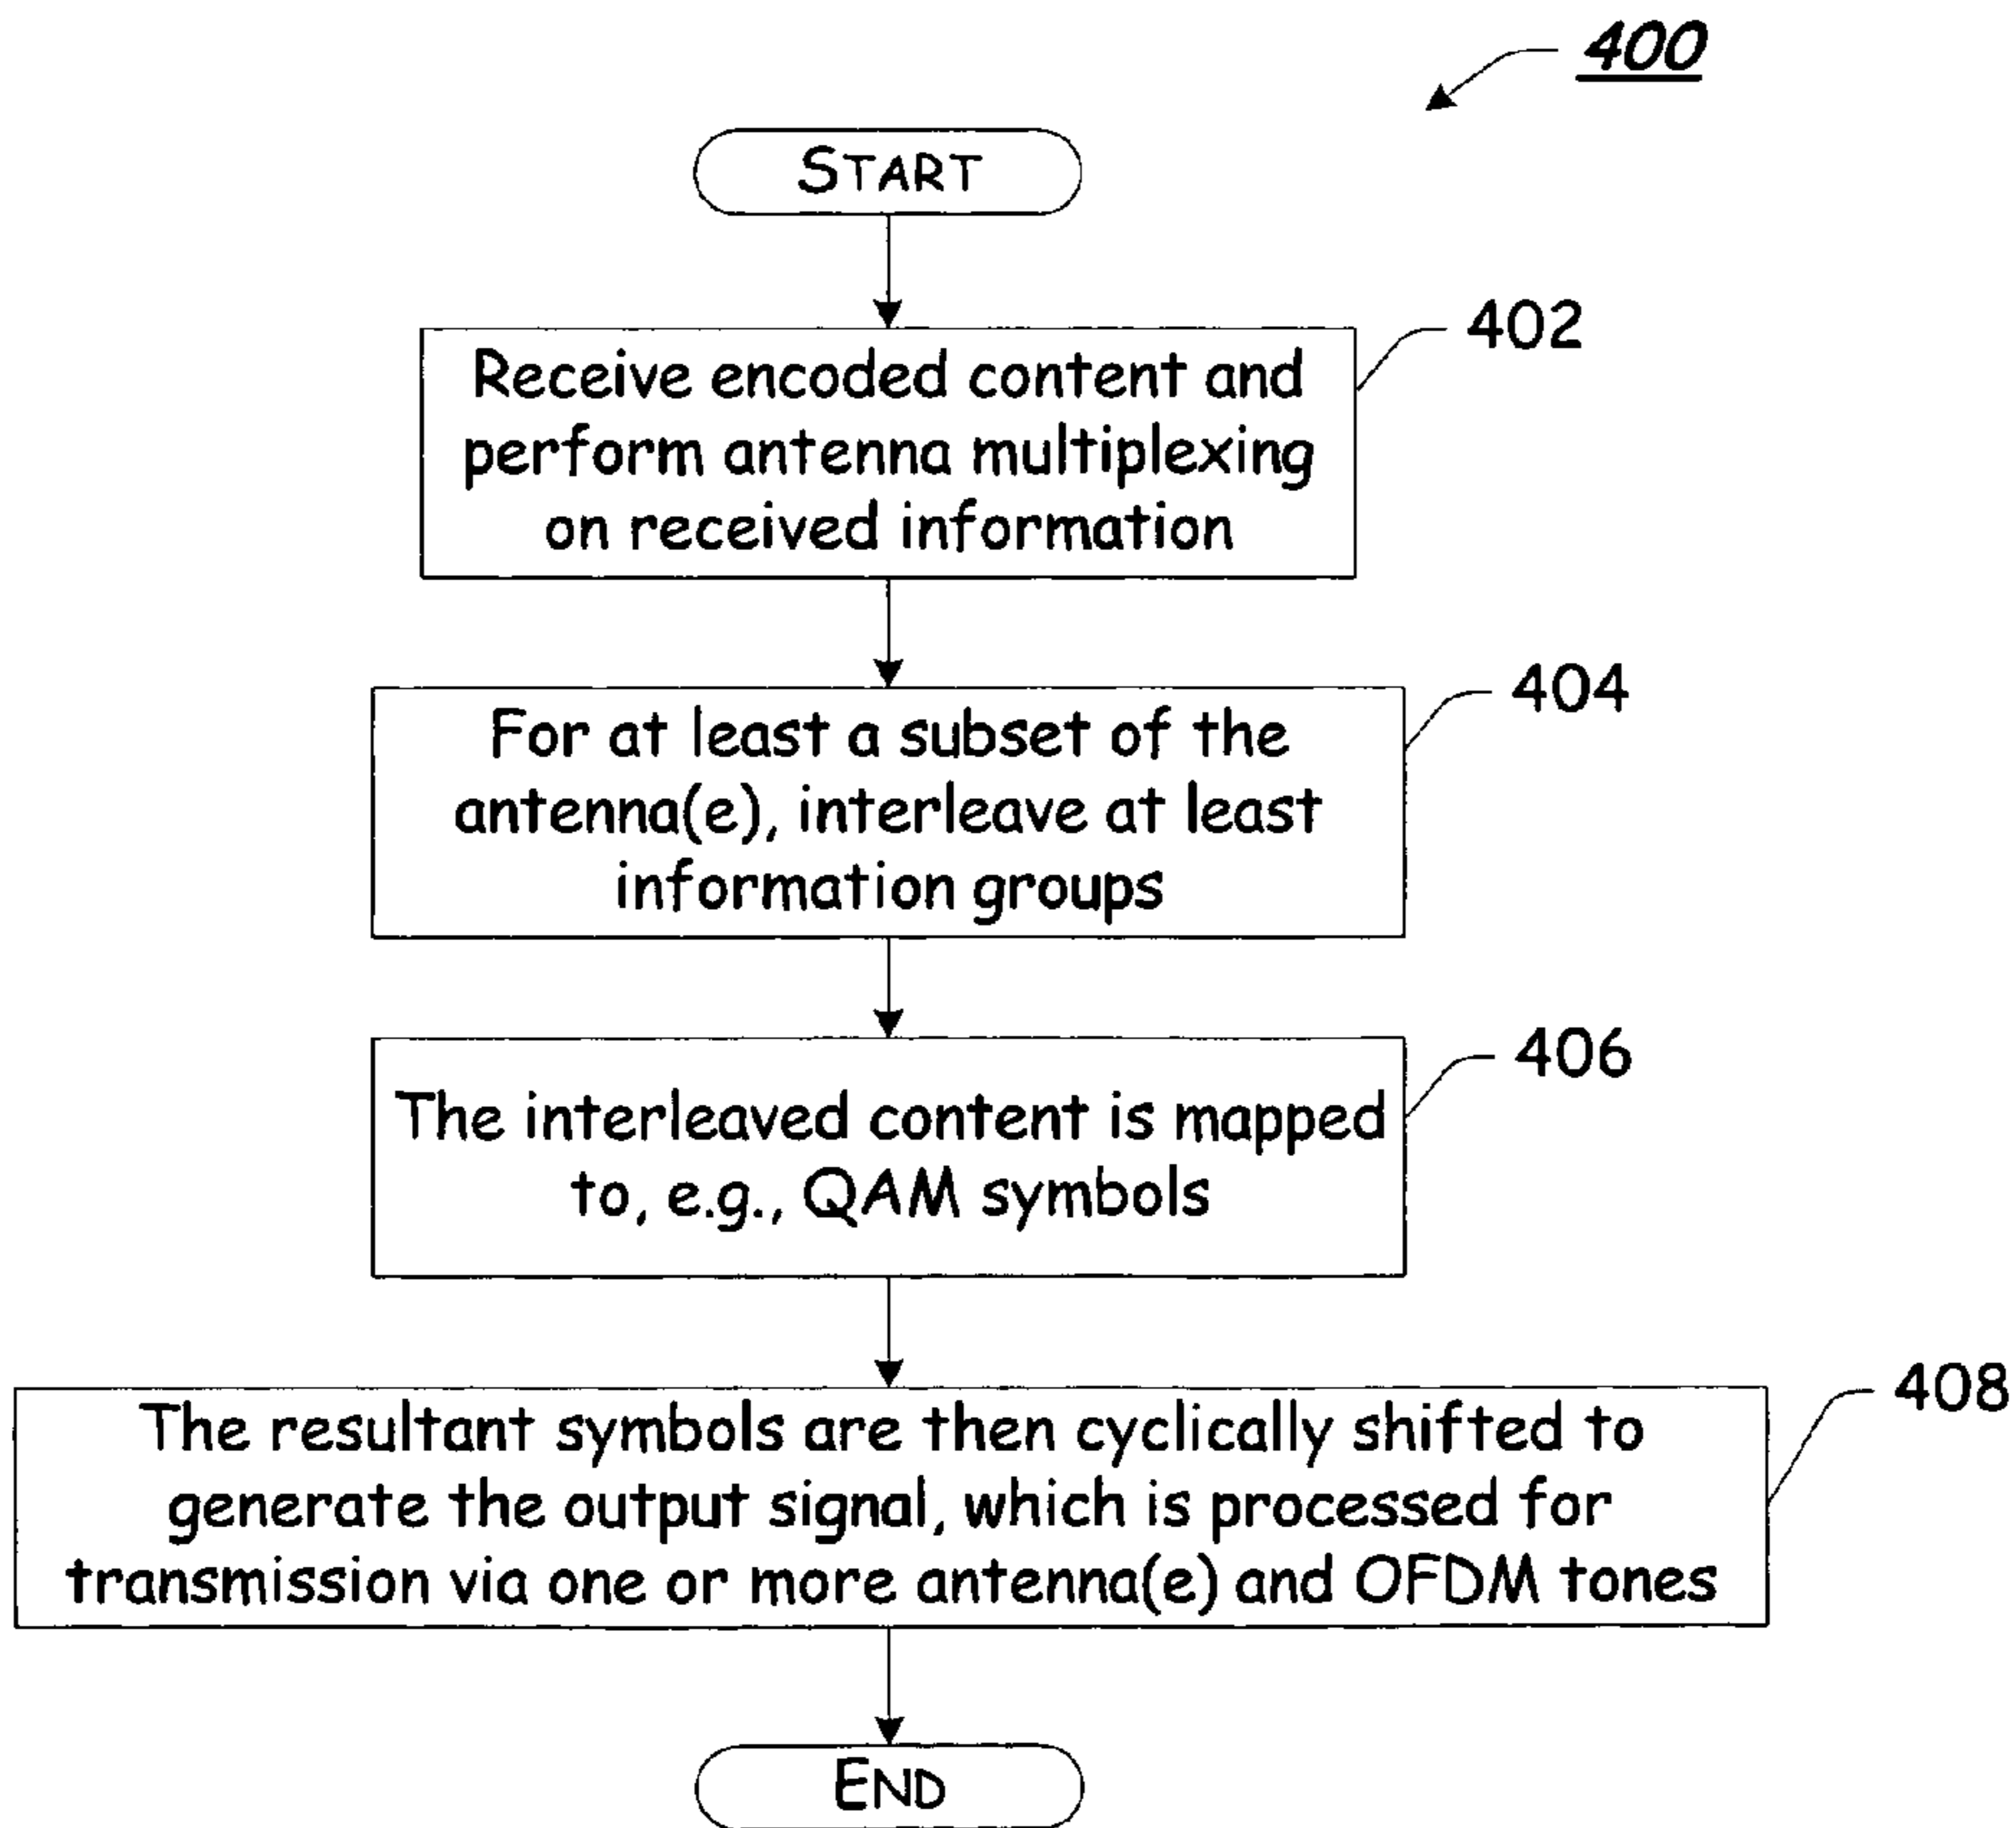 400
START
402
Receive encoded content and
perform antenna multiplexing
on received information
404
For at least a subset of the
antenna(e), interleave at least
information groups
406
The interleaved content is mapped
to, e.g., QAM symbols
408
The resultant symbols are then cyclically shifted to
generate the output signal, which is processed for
transmission via one or more antenna(e) and OFDM tones
END